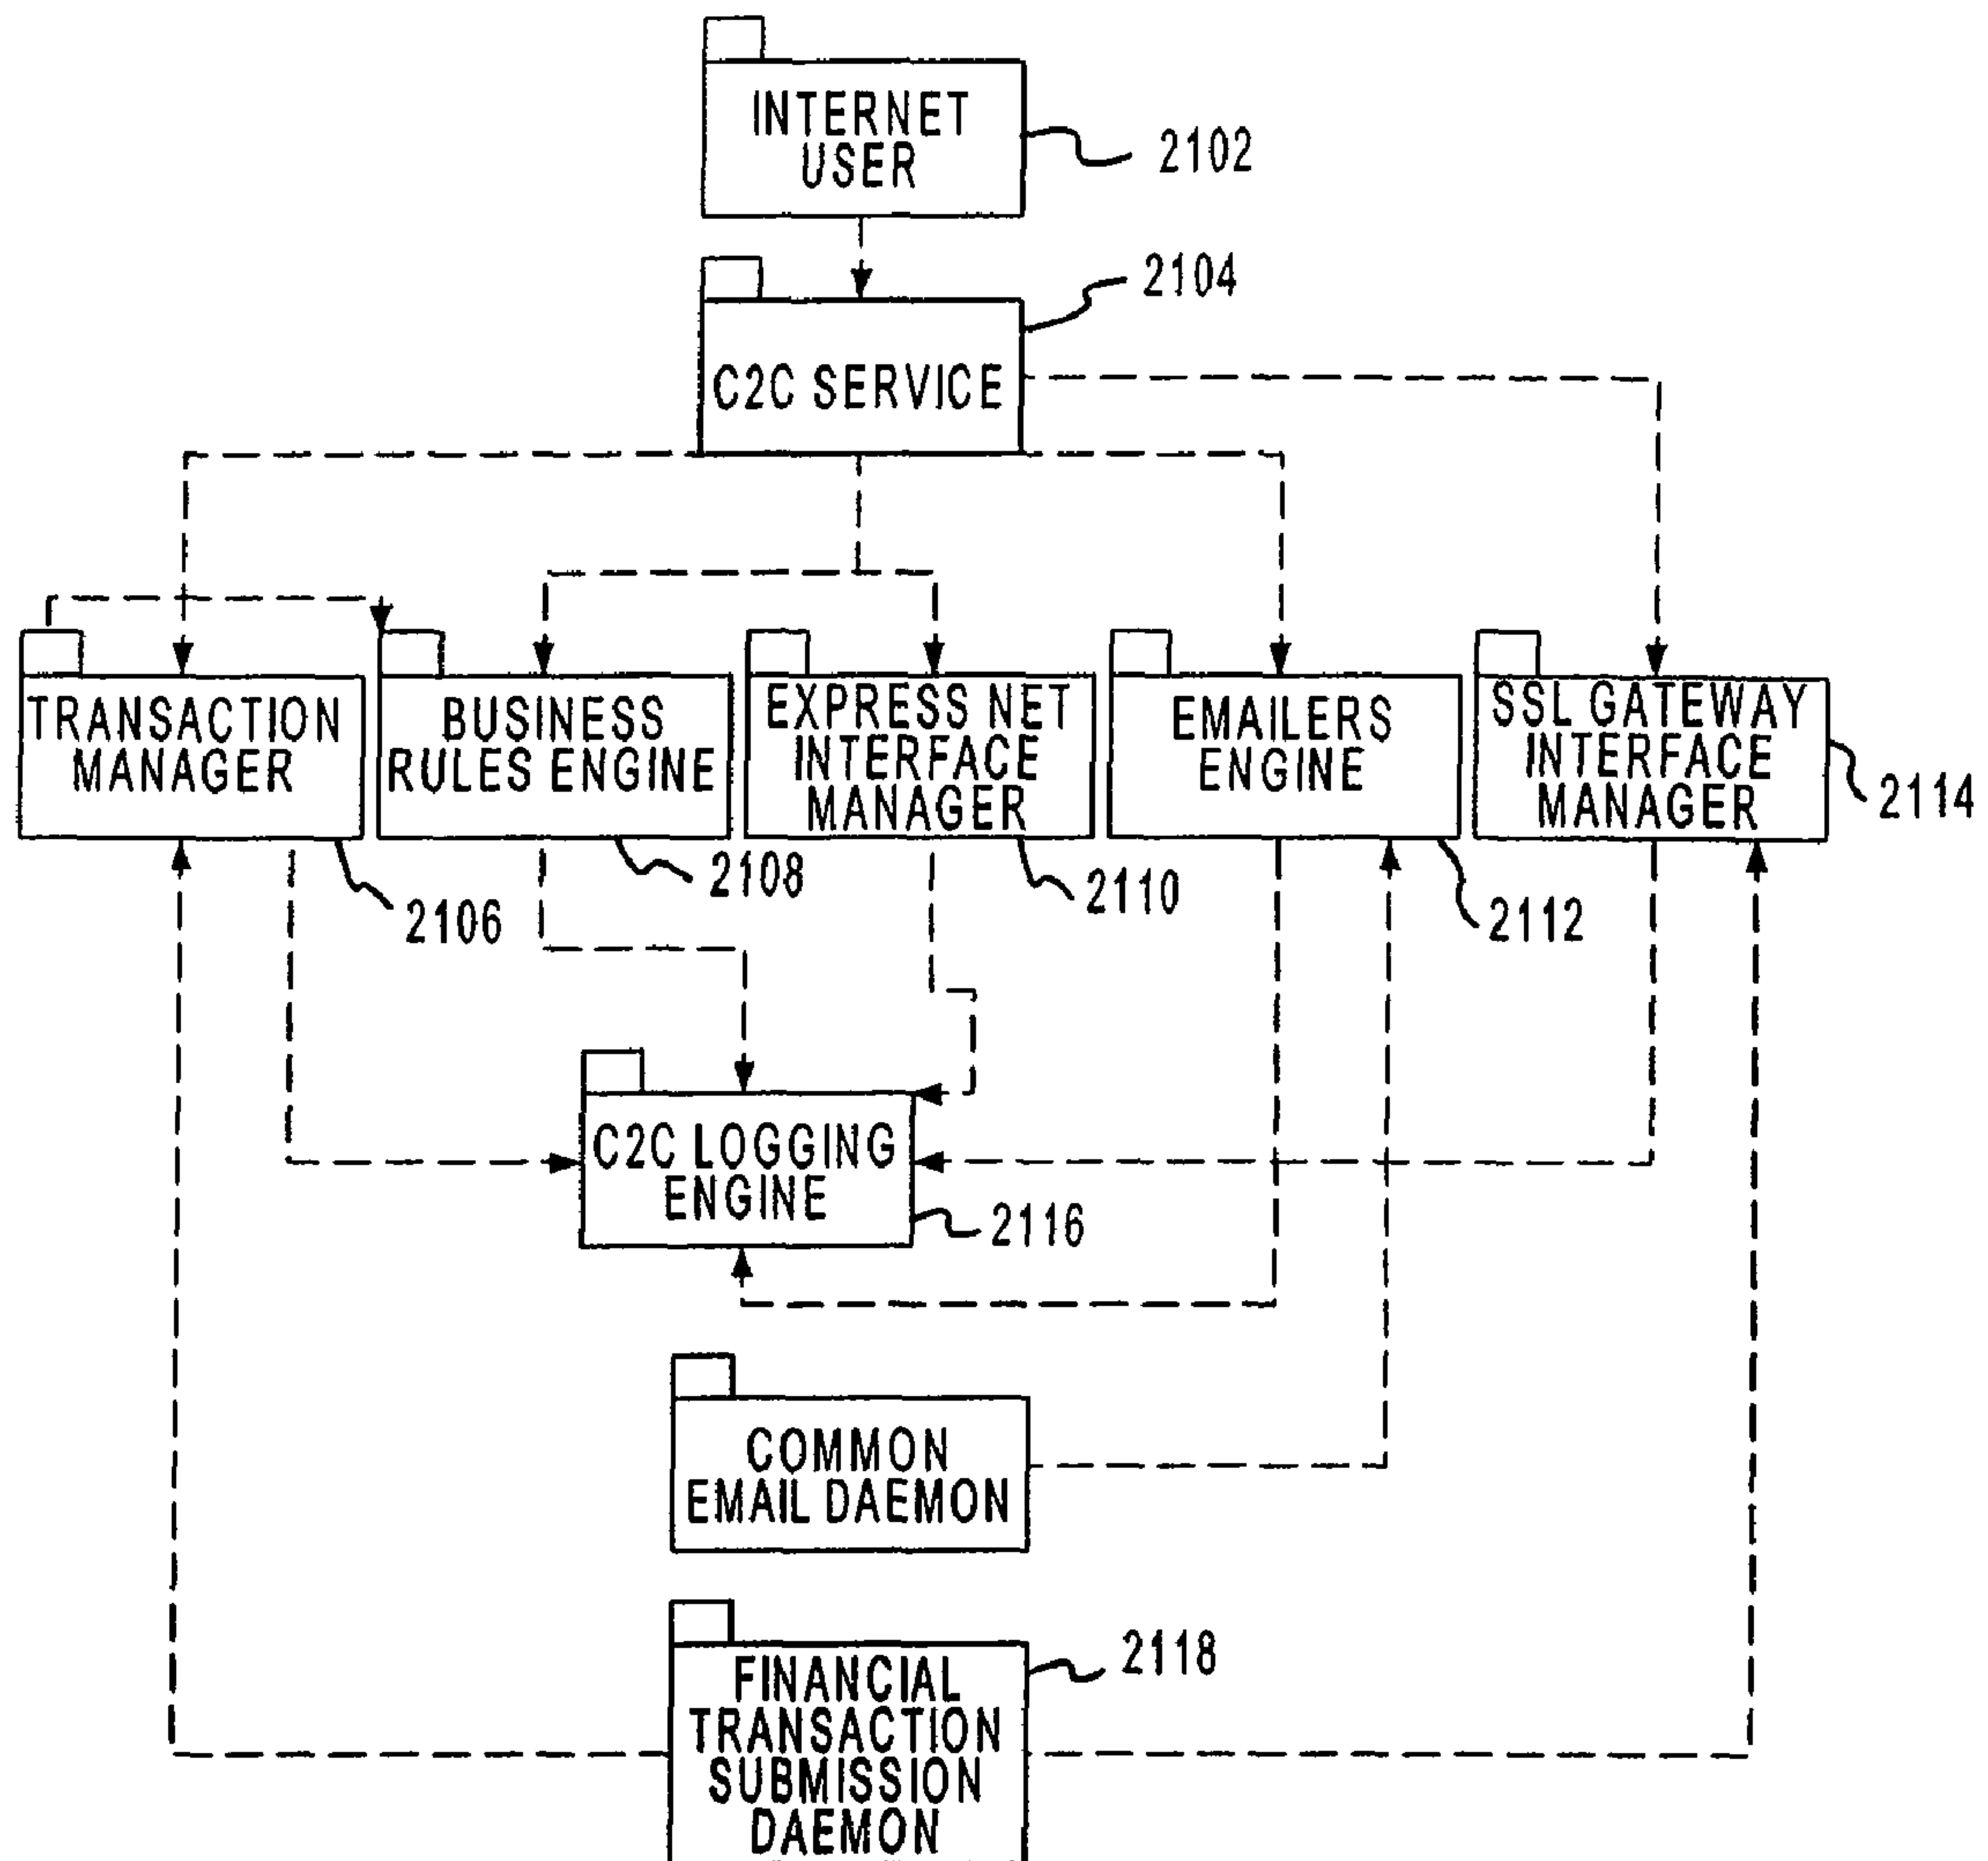 INTERNET
USER
2102
2104
C2C SERVICE
TRANSACTION
MANAGER
BUSINESS
RULES ENGINE
EXPRESS NET
INTERFACE
MANAGER
EMAILERS
ENGINE
SSL GATEWAY
INTERFACE
MANAGER
2114
2106
2108
2110
2112
C2C LOGGING
ENGINE
2116
COMMON
EMAIL DAEMON
2118
FINANCIAL
TRANSACTION
SUBMISSION
DAEMON